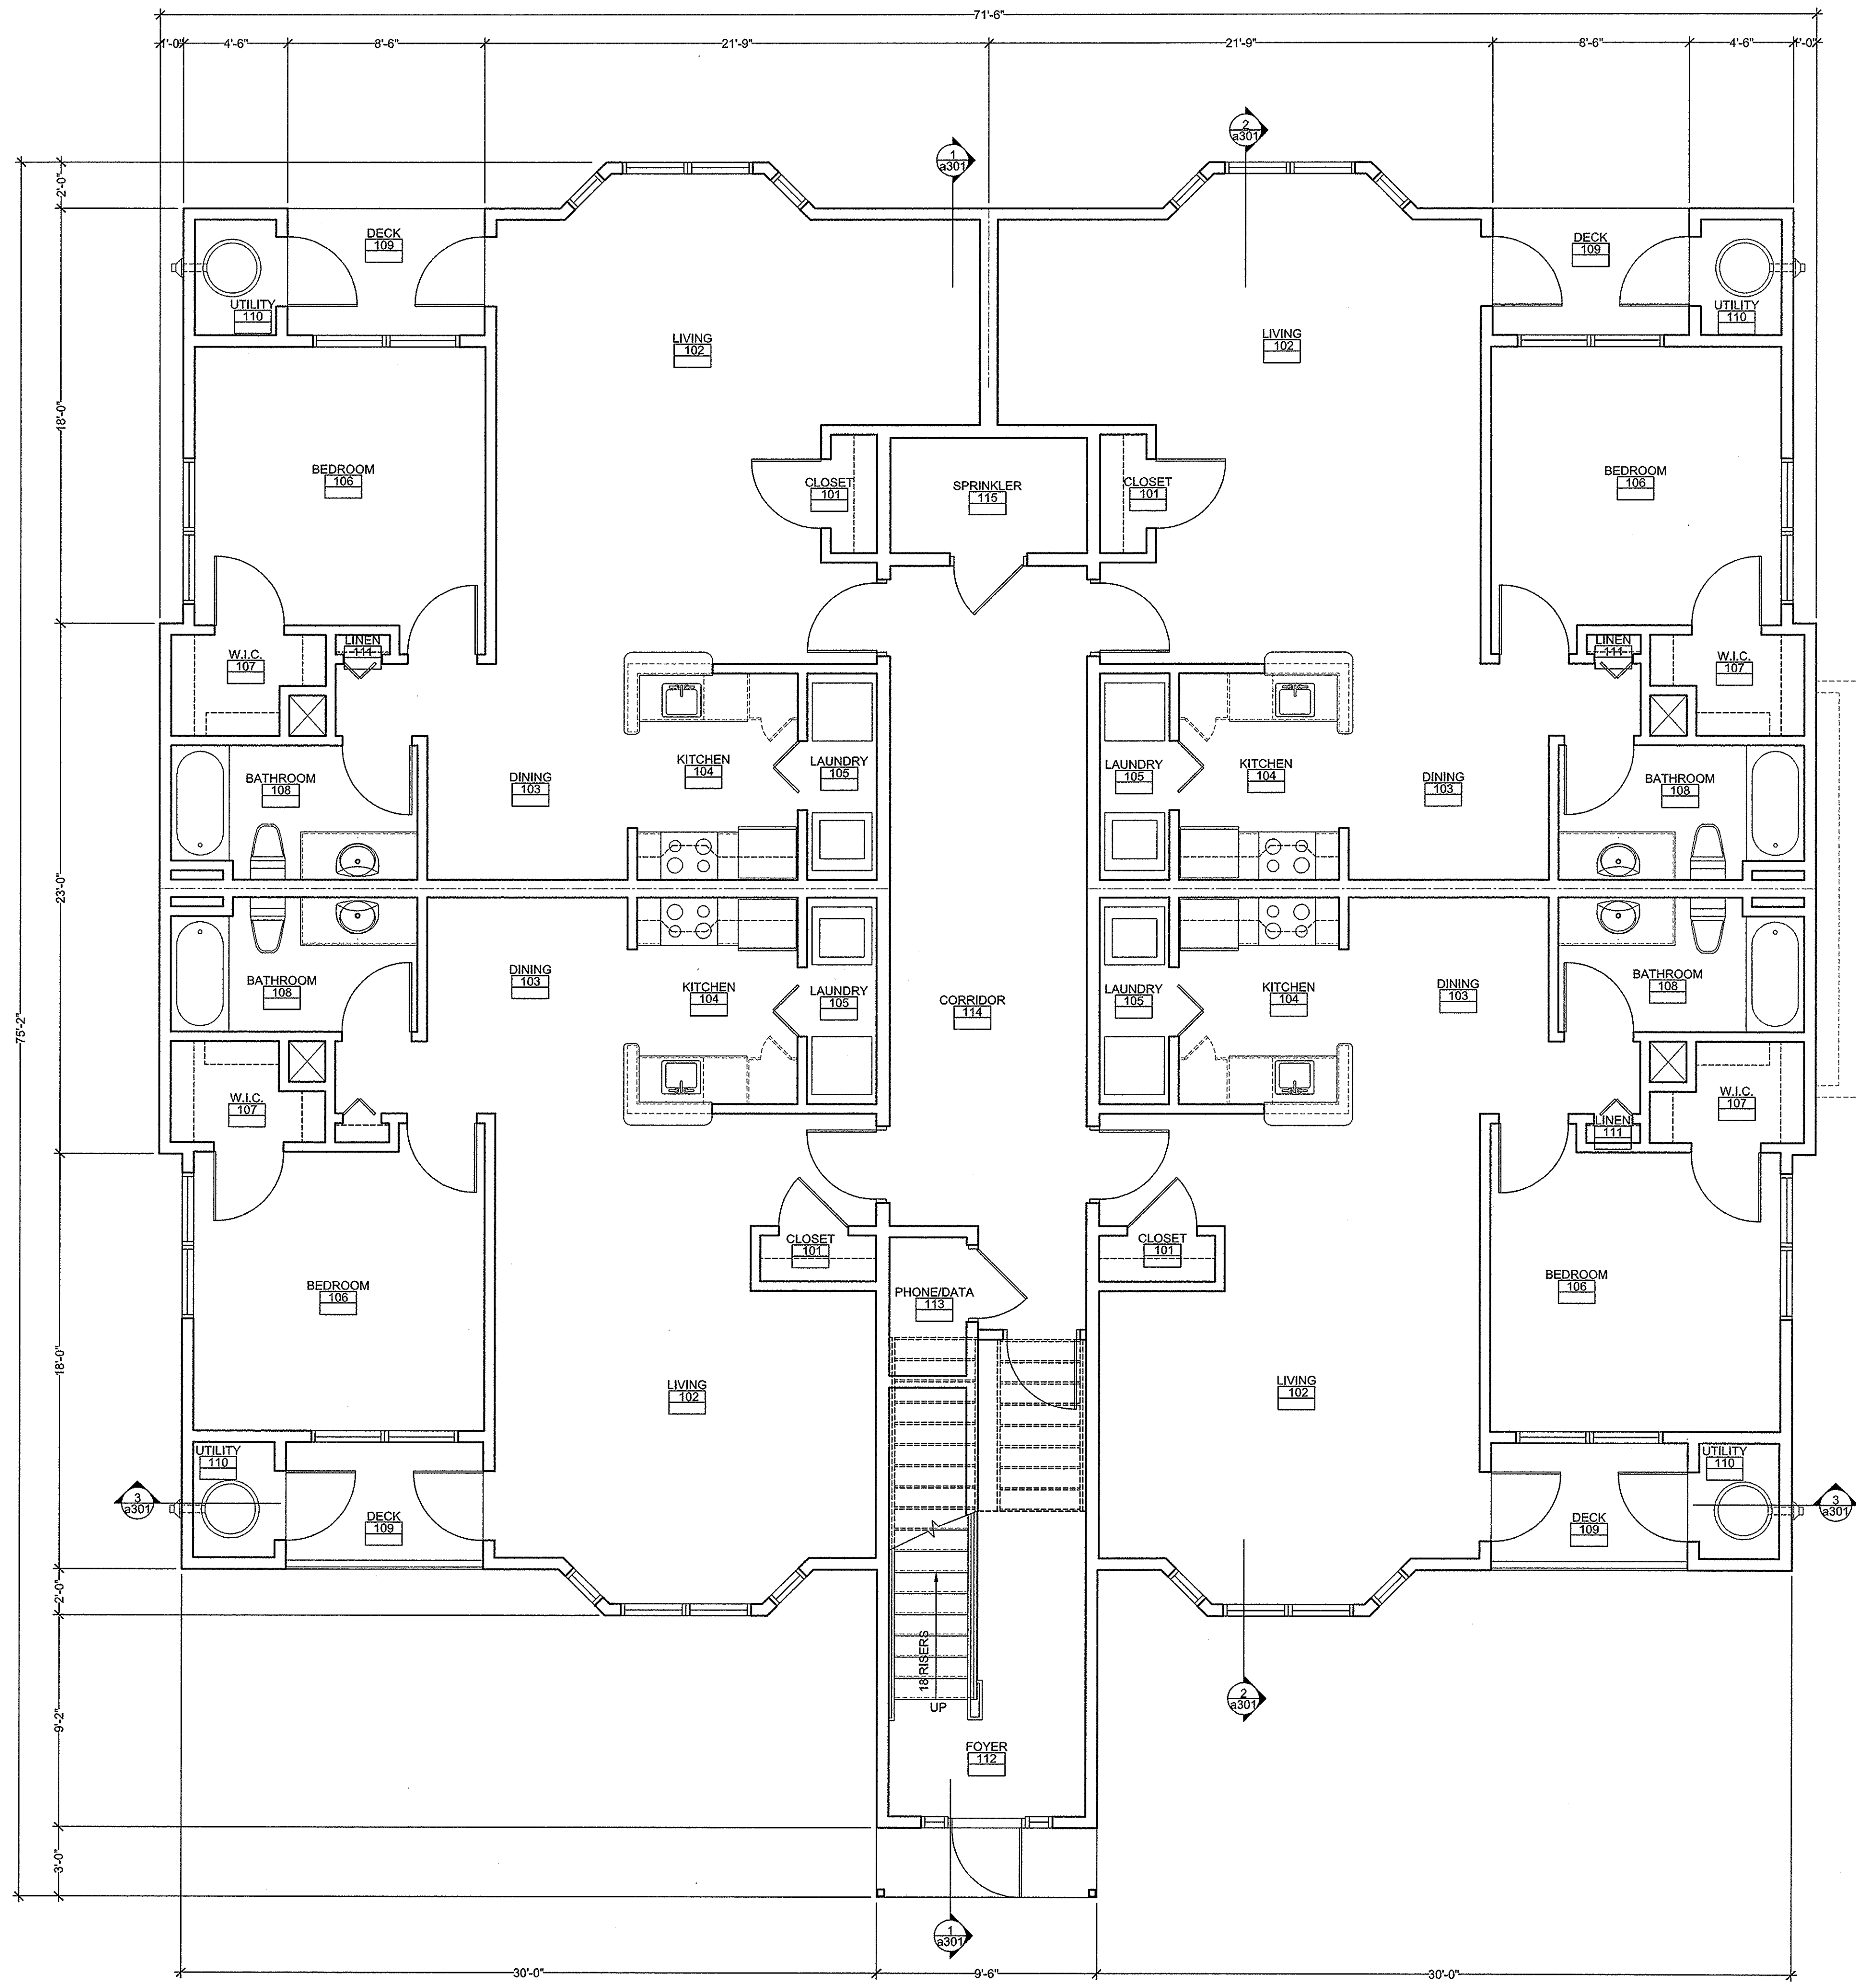 71'-6"
1'-0" 4'-6" 8'-6" 21'-9" 21'-9" 8'-6" 4'-6" 1'-0"
2
a301
1
a301
2'-0"
DECK
109
DECK
109
UTILITY
110
UTILITY
110
LIVING
102
LIVING
102
18'-0"
BEDROOM
106
BEDROOM
106
CLOSET
101
SPRINKLER
115
CLOSET
101
LINEN
111
LINEN
111
W.I.C.
107
W.I.C.
107
BATHROOM
108
DINING
103
KITCHEN
104
LAUNDRY
105
LAUNDRY
105
KITCHEN
104
DINING
103
BATHROOM
108
23'-0"
75'-2"
BATHROOM
108
DINING
103
KITCHEN
104
LAUNDRY
105
CORRIDOR
114
LAUNDRY
105
KITCHEN
104
DINING
103
BATHROOM
108
W.I.C.
107
W.I.C.
107
LINEN
111
CLOSET
101
CLOSET
101
BEDROOM
106
PHONE/DATA
113
BEDROOM
106
18'-0"
LIVING
102
LIVING
102
UTILITY
110
UTILITY
110
3
a301
3
a301
DECK
109
DECK
109
2'-0"
18 RISERS
UP
2
a301
9'-2"
FOYER
112
3'-0"
1
a301
30'-0" 9'-6" 30'-0"